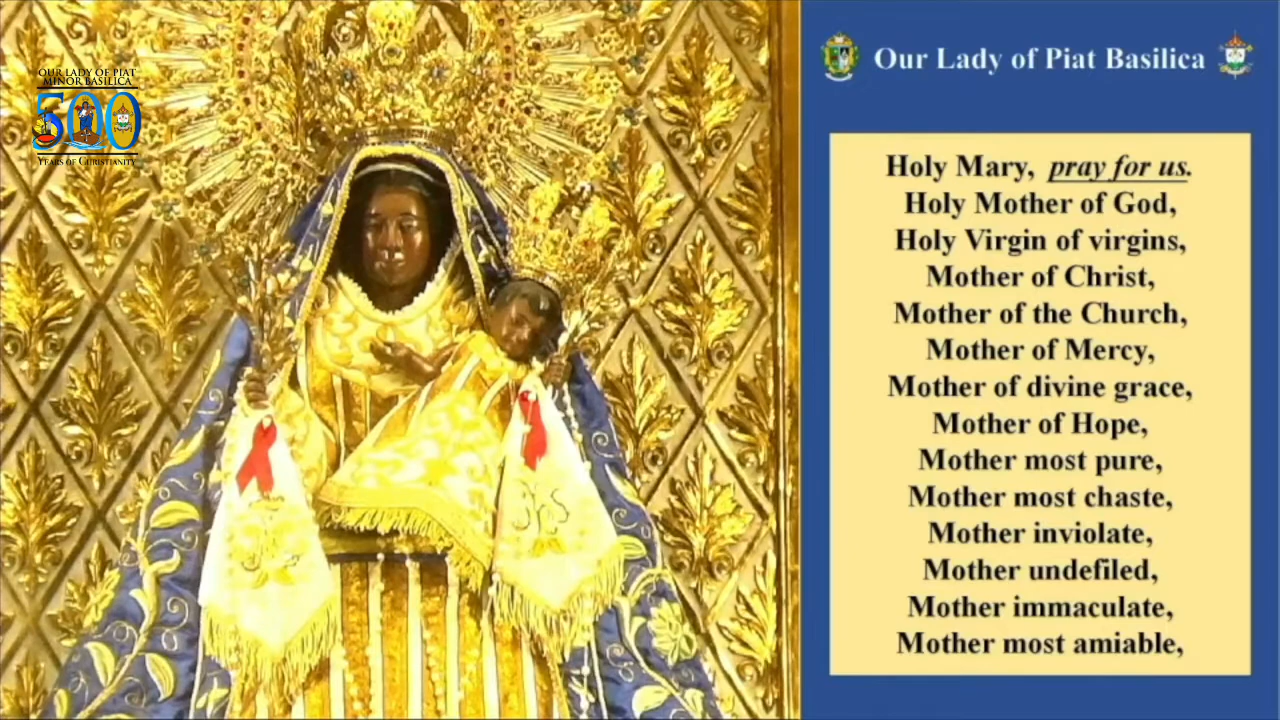 OUR LADY OF PIAT
MINOR BASILICA
500
YEARS OF CHRISTIANITY
Our Lady of Piat Basilica
Holy Mary, pray for us.
Holy Mother of God,
Holy Virgin of virgins,
Mother of Christ,
Mother of the Church,
Mother of Mercy,
Mother of divine grace,
Mother of Hope,
Mother most pure,
Mother most chaste,
Mother inviolate,
Mother undefiled,
Mother immaculate,
Mother most amiable,